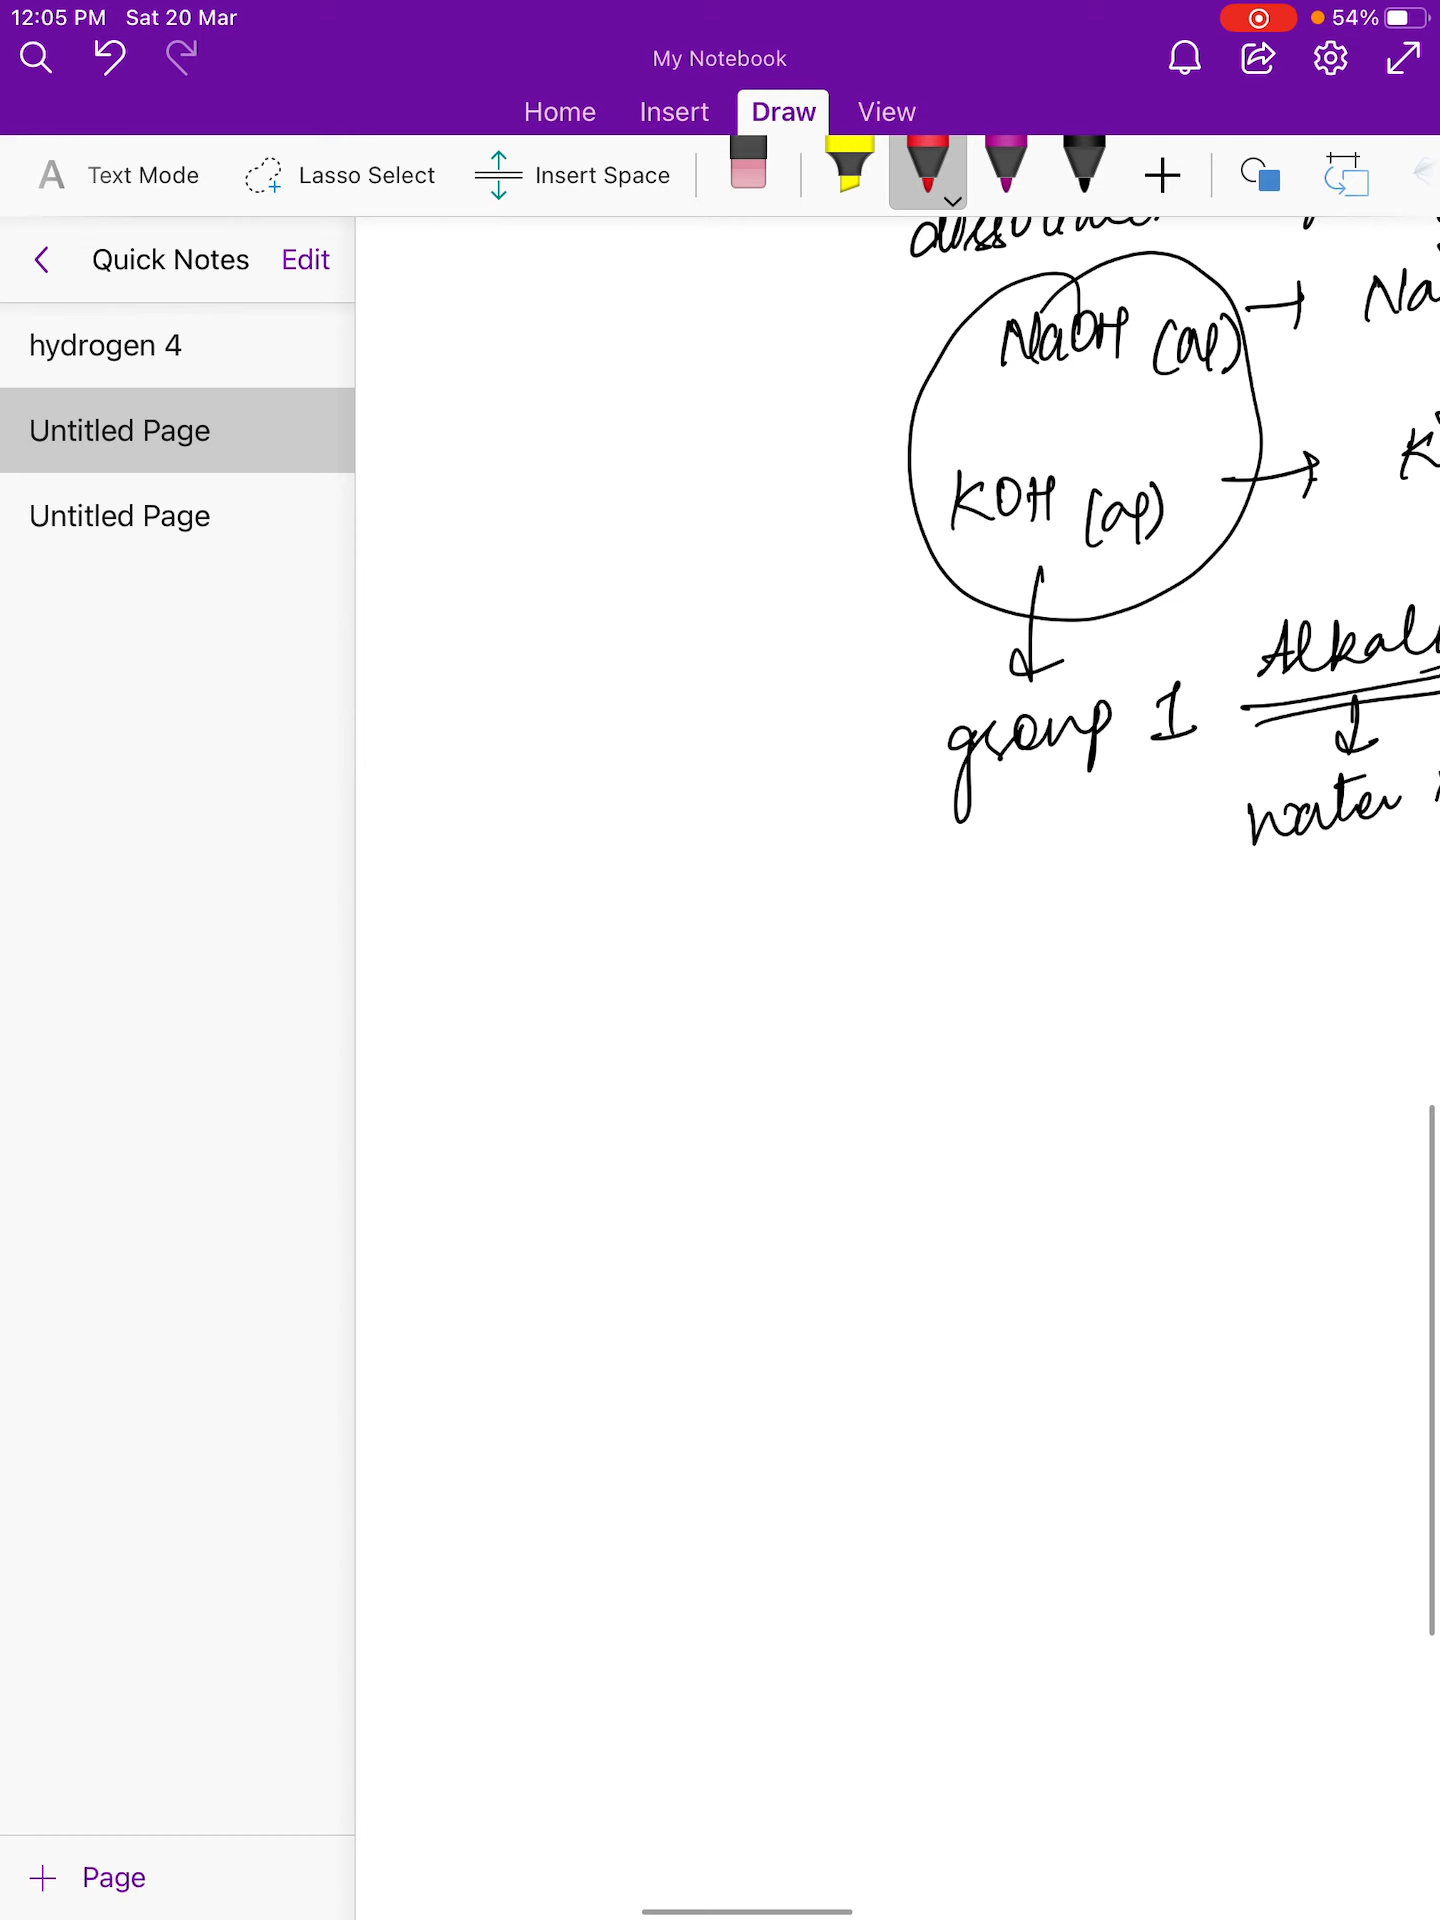 12:05 PM Sat 20 Mar
54%
My Notebook
Home Insert Draw View
A Text Mode Lasso Select Insert Space
Quick Notes Edit
hydrogen 4
Untitled Page
Untitled Page
NaOH (aq) → Na
KOH (aq) → K
group 1 Alkal
water
+ Page